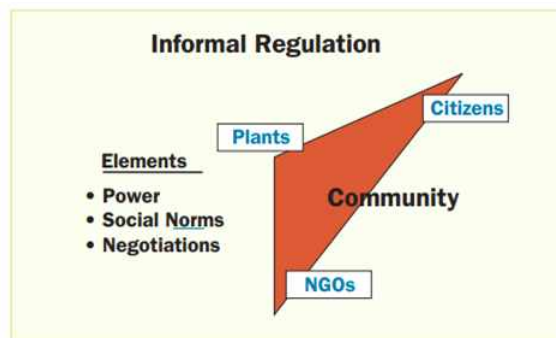 Informal Regulation
Citizens
Plants
Elements
• Power
• Social Norms
• Negotiations
Community
NGOs